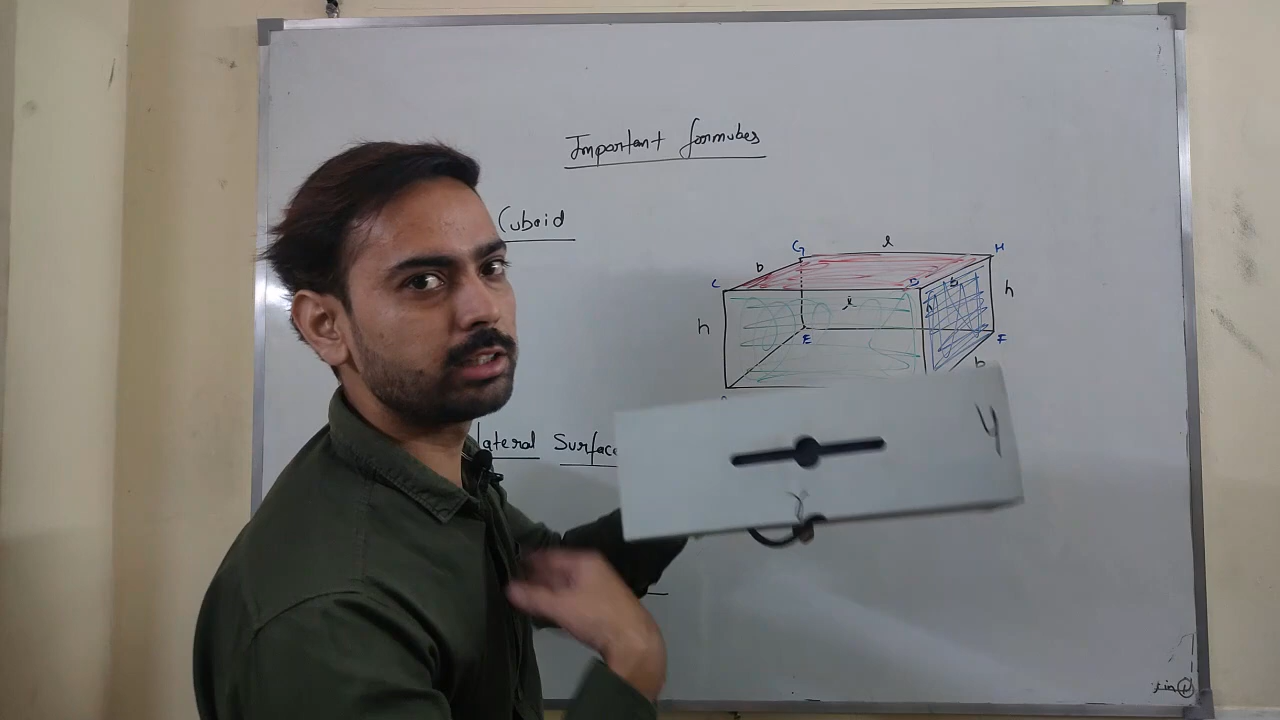 Important formubes
Cuboid
G
l
H
b
C
D
b
h
l
h
E
F
b
lateral Surface
y